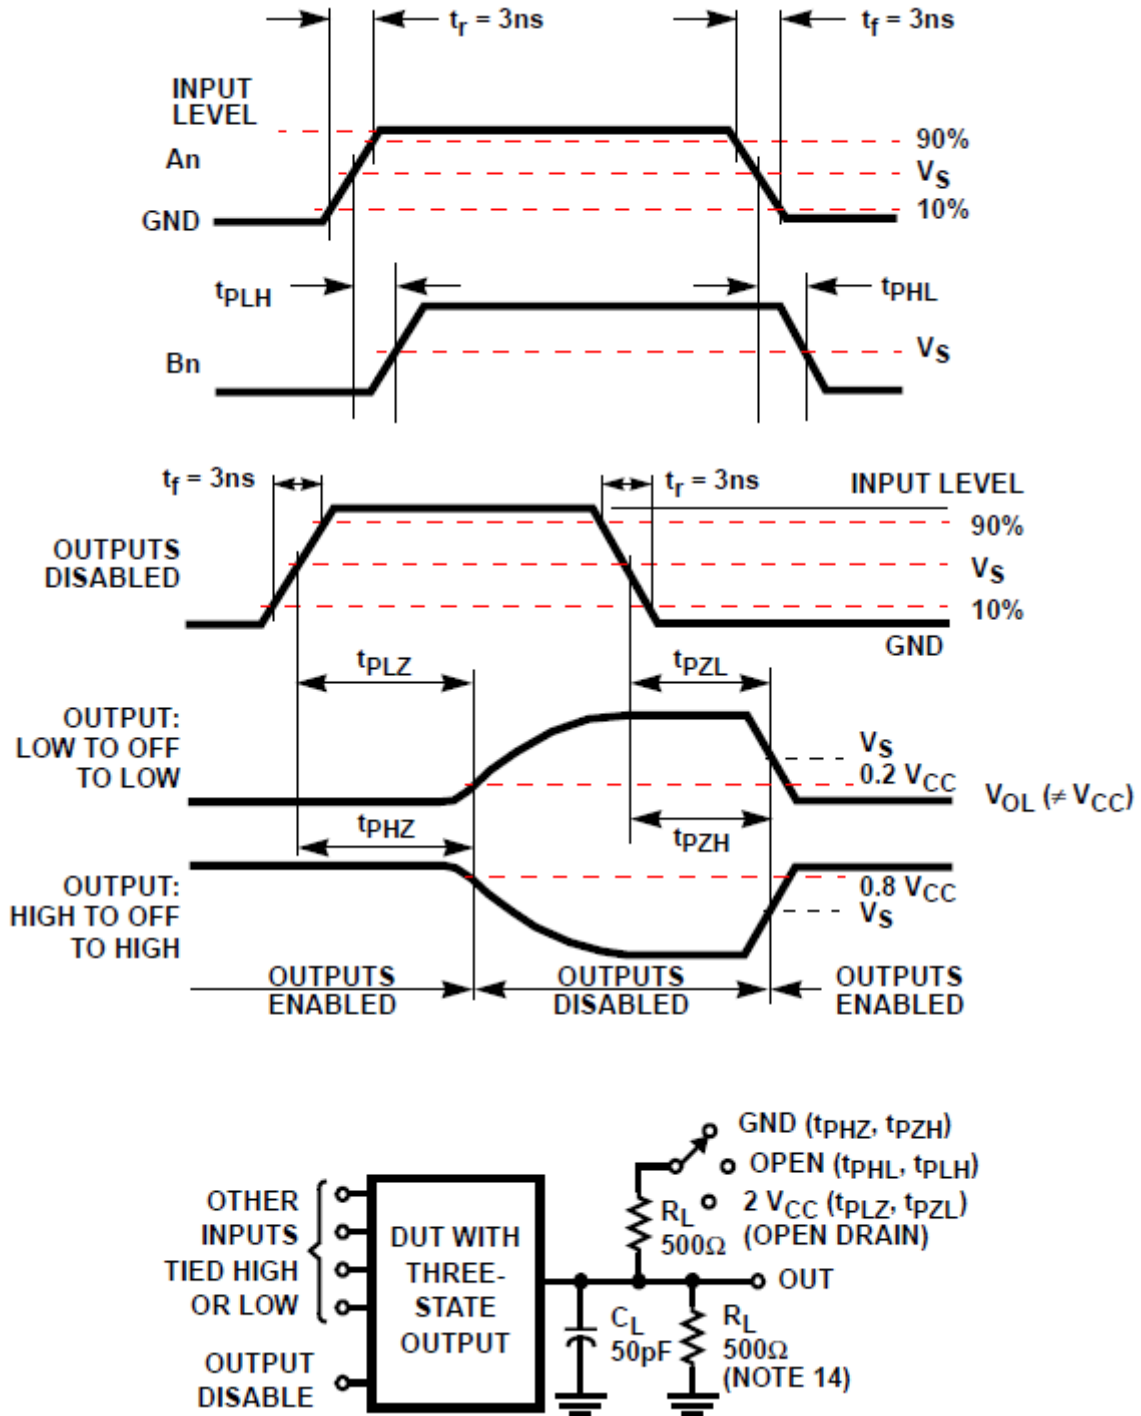 tr = 3ns
tf = 3ns
INPUT
LEVEL
90%
An
VS
10%
GND
tPLH
tPHL
Bn
VS
tf = 3ns
tr = 3ns
INPUT LEVEL
90%
OUTPUTS
DISABLED
VS
10%
GND
tPLZ
tPZL
OUTPUT:
LOW TO OFF
TO LOW
VS
0.2 VCC
VOL (≠ VCC)
tPHZ
tPZH
OUTPUT:
HIGH TO OFF
TO HIGH
0.8 VCC
VS
OUTPUTS
ENABLED
OUTPUTS
DISABLED
OUTPUTS
ENABLED
GND (tPHZ, tPZH)
OPEN (tPHL, tPLH)
2 VCC (tPLZ, tPZL)
(OPEN DRAIN)
RL
500Ω
OTHER
INPUTS
TIED HIGH
OR LOW
DUT WITH
THREE-
STATE
OUTPUT
OUT
CL
50pF
RL
500Ω
(NOTE 14)
OUTPUT
DISABLE